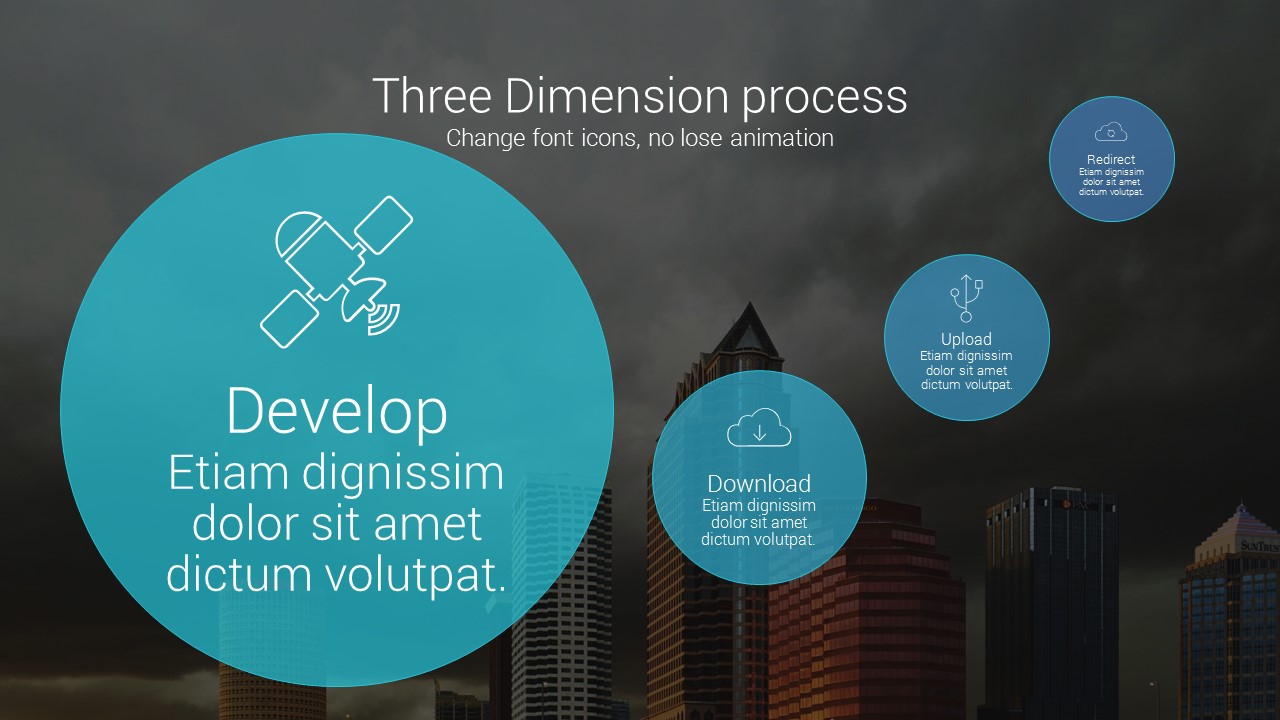 Three Dimension process
Change font icons, no lose animation
Develop
Etiam dignissim
dolor sit amet
dictum volutpat.
Download
Etiam dignissim
dolor sit amet
dictum volutpat.
Upload
Etiam dignissim
dolor sit amet
dictum volutpat.
Redirect
Etiam dignissim
dolor sit amet
dictum volutpat.